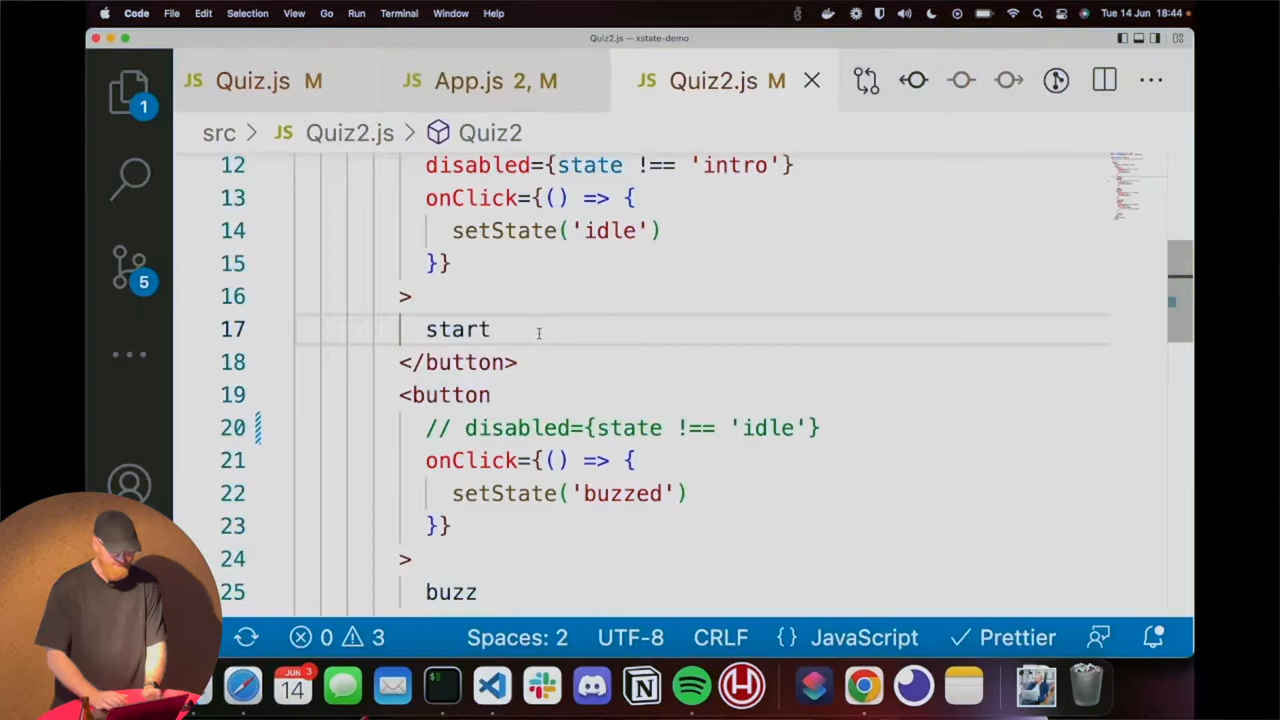 Code File Edit Selection View Go Run Terminal Window Help Tue 14 Jun 18:44
Quiz2.js — xstate-demo
JS Quiz.js M JS App.js 2, M JS Quiz2.js M
src > JS Quiz2.js > Quiz2
12 disabled={state !== 'intro'}
13 onClick={() => {
14 setState('idle')
15 }}
16 >
17 start
18 </button>
19 <button
20 // disabled={state !== 'idle'}
21 onClick={() => {
22 setState('buzzed')
23 }}
24 >
25 buzz
1
5
0 3 Spaces: 2 UTF-8 CRLF {} JavaScript Prettier
JUN 3
14